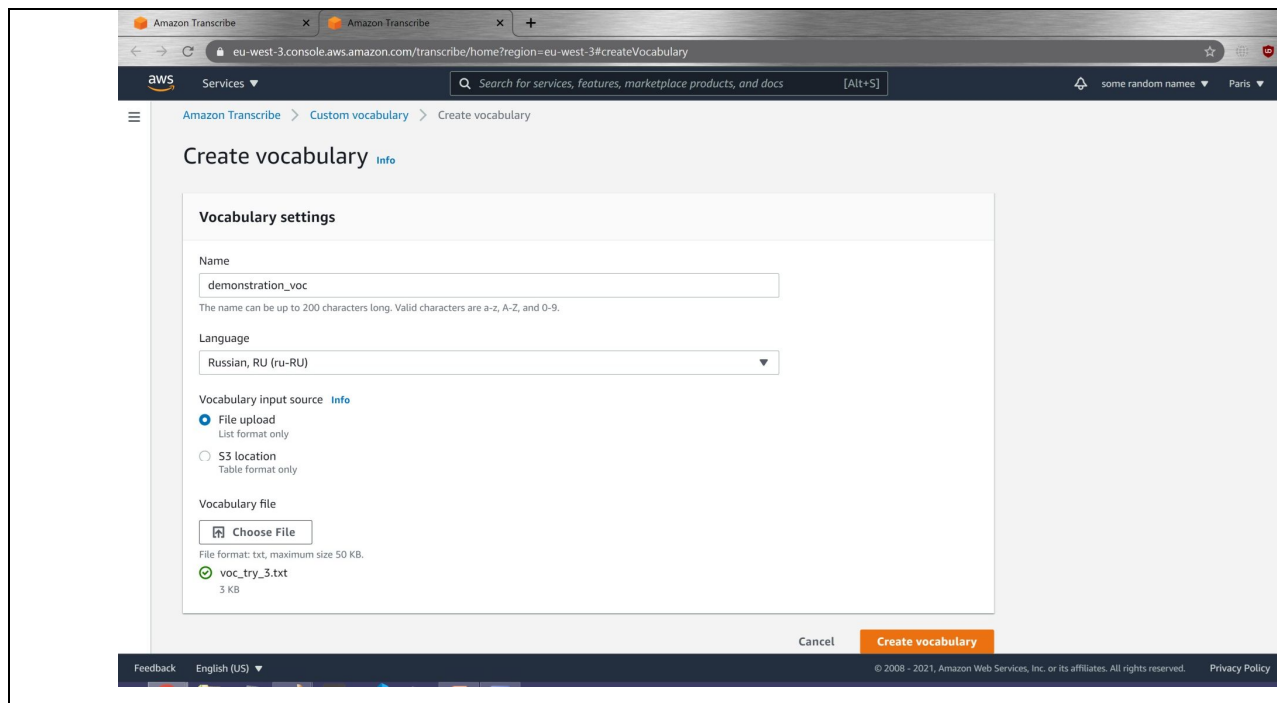 Amazon Transcribe
Amazon Transcribe
eu-west-3.console.aws.amazon.com/transcribe/home?region=eu-west-3#createVocabulary
aws
Services
Search for services, features, marketplace products, and docs
[Alt+S]
some random namee
Paris
Amazon Transcribe > Custom vocabulary > Create vocabulary
Create vocabulary Info
Vocabulary settings
Name
demonstration_voc
The name can be up to 200 characters long. Valid characters are a-z, A-Z, and 0-9.
Language
Russian, RU (ru-RU)
Vocabulary input source Info
File upload
List format only
S3 location
Table format only
Vocabulary file
Choose File
File format: txt, maximum size 50 KB.
voc_try_3.txt
3 KB
Cancel
Create vocabulary
Feedback
English (US)
© 2008 - 2021, Amazon Web Services, Inc. or its affiliates. All rights reserved.
Privacy Policy